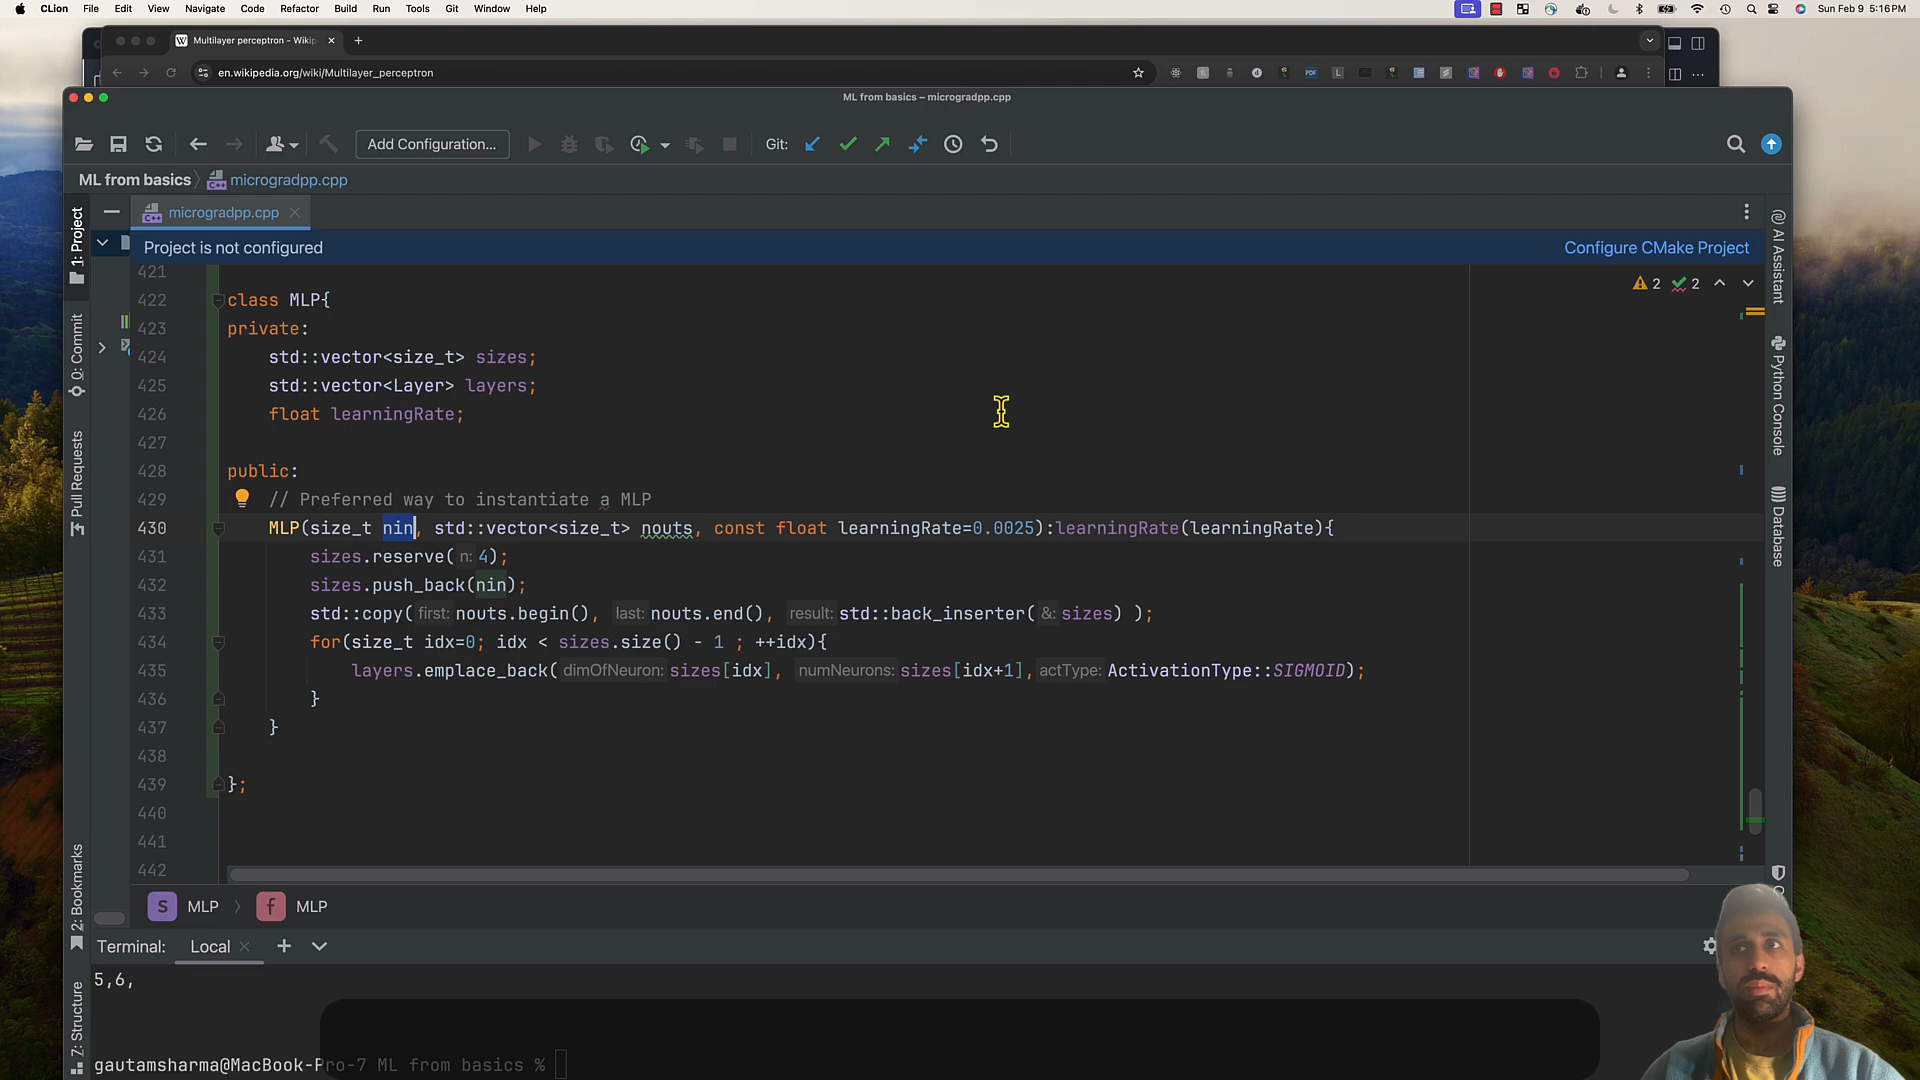 CLion File Edit View Navigate Code Refactor Build Run Tools Git Window Help Sun Feb 9 5:16 PM
Multilayer perceptron - Wikip
en.wikipedia.org/wiki/Multilayer_perceptron
ML from basics – microgradpp.cpp
Add Configuration... Git:
ML from basics microgradpp.cpp
microgradpp.cpp
Project is not configured Configure CMake Project
421
422 class MLP{ 2 2
423 private:
424 std::vector<size_t> sizes;
425 std::vector<Layer> layers;
426 float learningRate;
427
428 public:
429 // Preferred way to instantiate a MLP
430 MLP(size_t nin, std::vector<size_t> nouts, const float learningRate=0.0025):learningRate(learningRate){
431 sizes.reserve( n: 4);
432 sizes.push_back(nin);
433 std::copy( first: nouts.begin(), last: nouts.end(), result: std::back_inserter( &: sizes) );
434 for(size_t idx=0; idx < sizes.size() - 1 ; ++idx){
435 layers.emplace_back( dimOfNeuron: sizes[idx], numNeurons: sizes[idx+1], actType: ActivationType::SIGMOID);
436 }
437 }
438
439 };
440
441
442
1: Project
0: Commit
Pull Requests
2: Bookmarks
Z: Structure
AI Assistant
Python Console
Database
S MLP f MLP
Terminal: Local
5,6,
gautamsharma@MacBook-Pro-7 ML from basics %